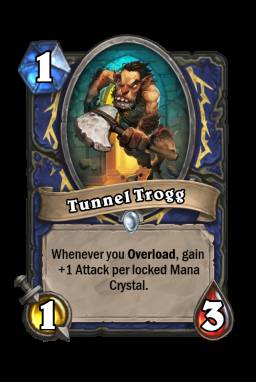 1
Tunnel Trogg
Whenever you Overload, gain
+1 Attack per locked Mana
Crystal.
1
3